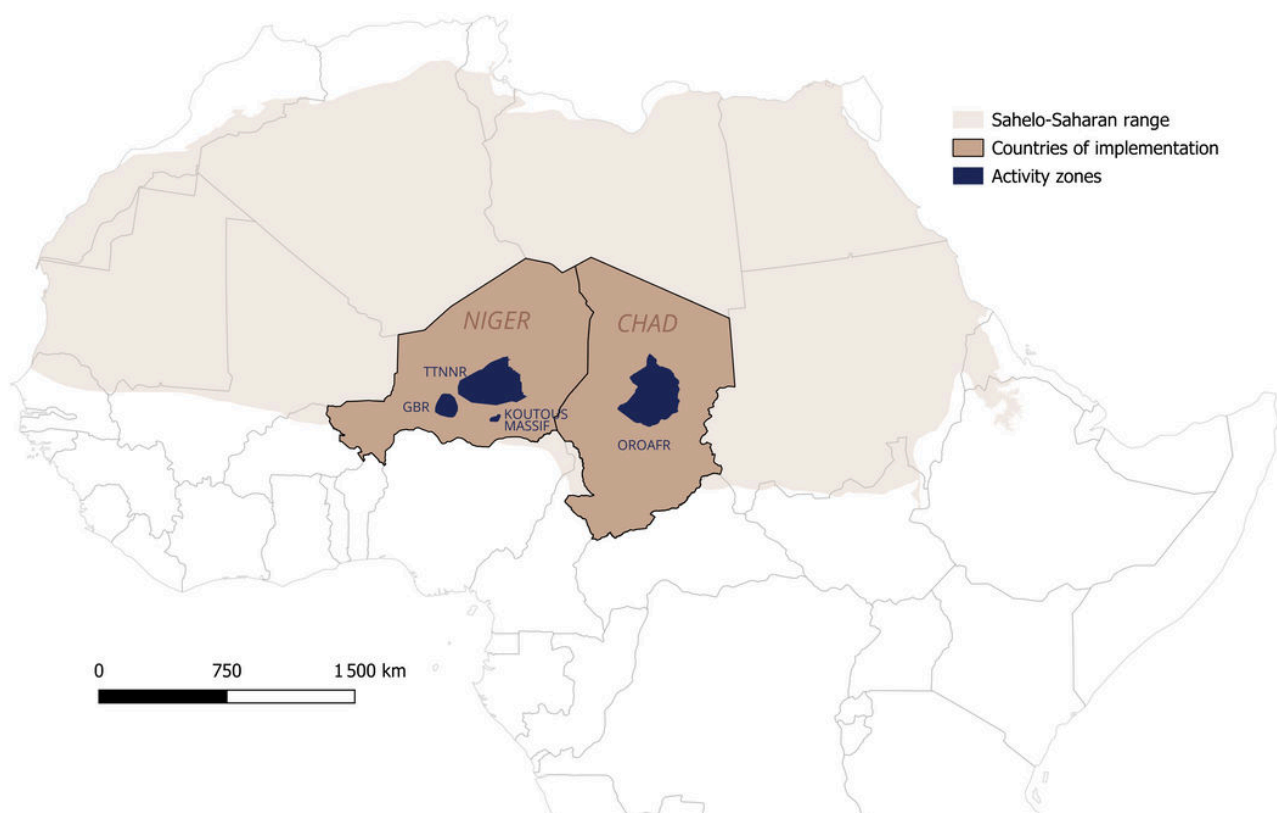 Sahelo-Saharan range
Countries of implementation
Activity zones
NIGER
CHAD
TTNNR
GBR
KOUTOUS
MASSIF
OROAFR
0 750 1 500 km